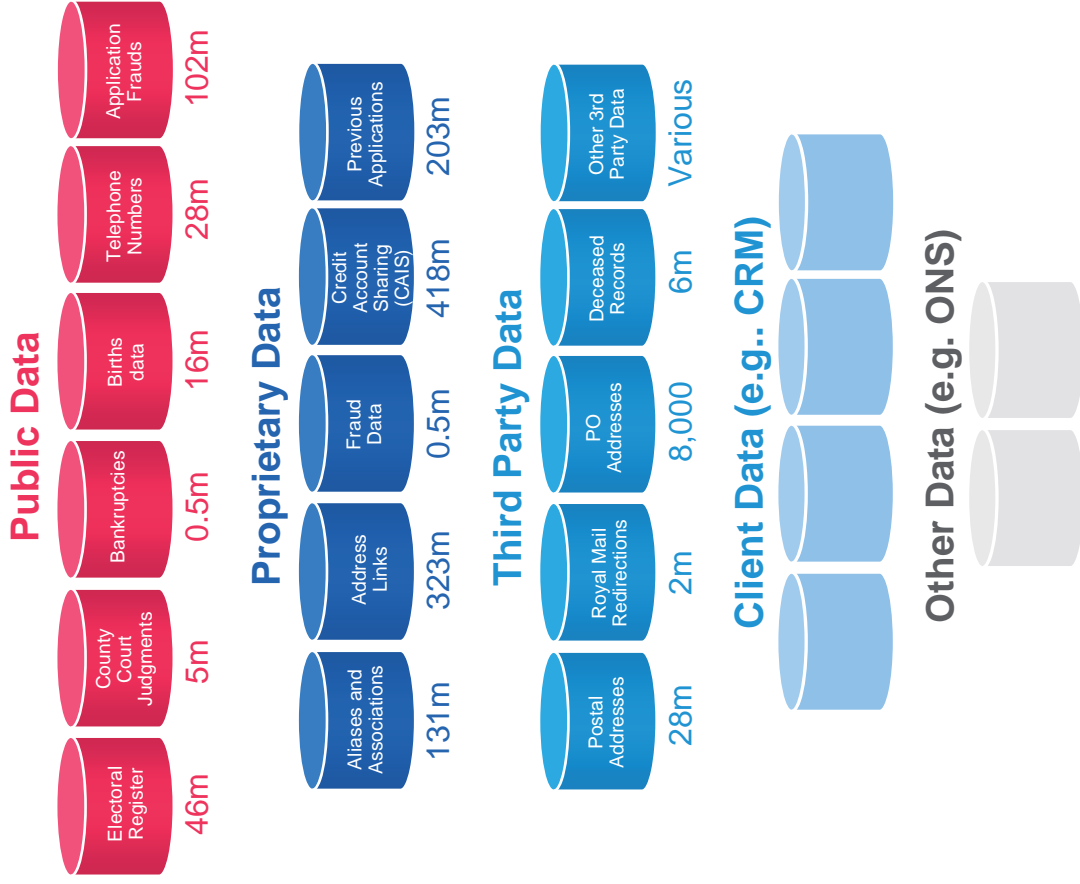 Public Data
Electoral
Register
46m
County
Court
Judgments
5m
Bankruptcies
0.5m
Births
data
16m
Telephone
Numbers
28m
Application
Frauds
102m
Proprietary Data
Aliases and
Associations
131m
Address
Links
323m
Fraud
Data
0.5m
Credit
Account
Sharing
(CAIS)
418m
Previous
Applications
203m
Third Party Data
Postal
Addresses
28m
Royal Mail
Redirections
2m
PO
Addresses
8,000
Deceased
Records
6m
Other 3rd
Party Data
Various
Client Data (e.g.. CRM)
Other Data (e.g. ONS)